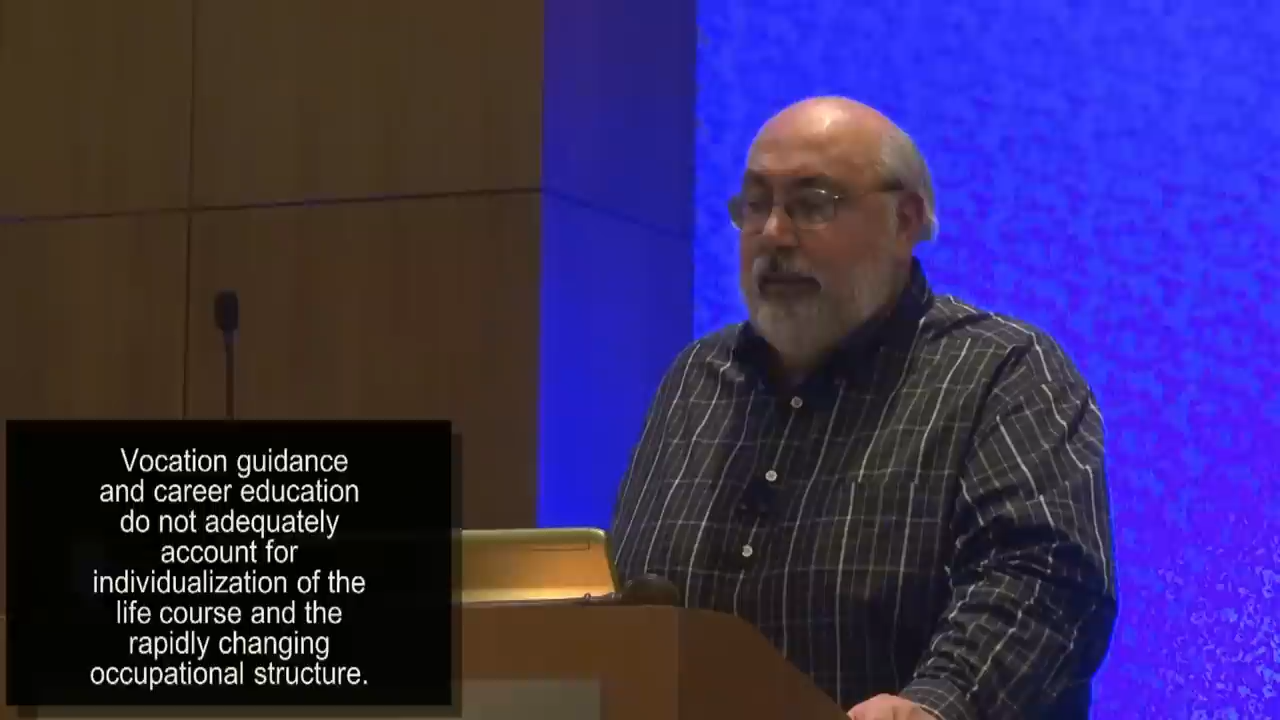 Vocation guidance
and career education
do not adequately
account for
individualization of the
life course and the
rapidly changing
occupational structure.